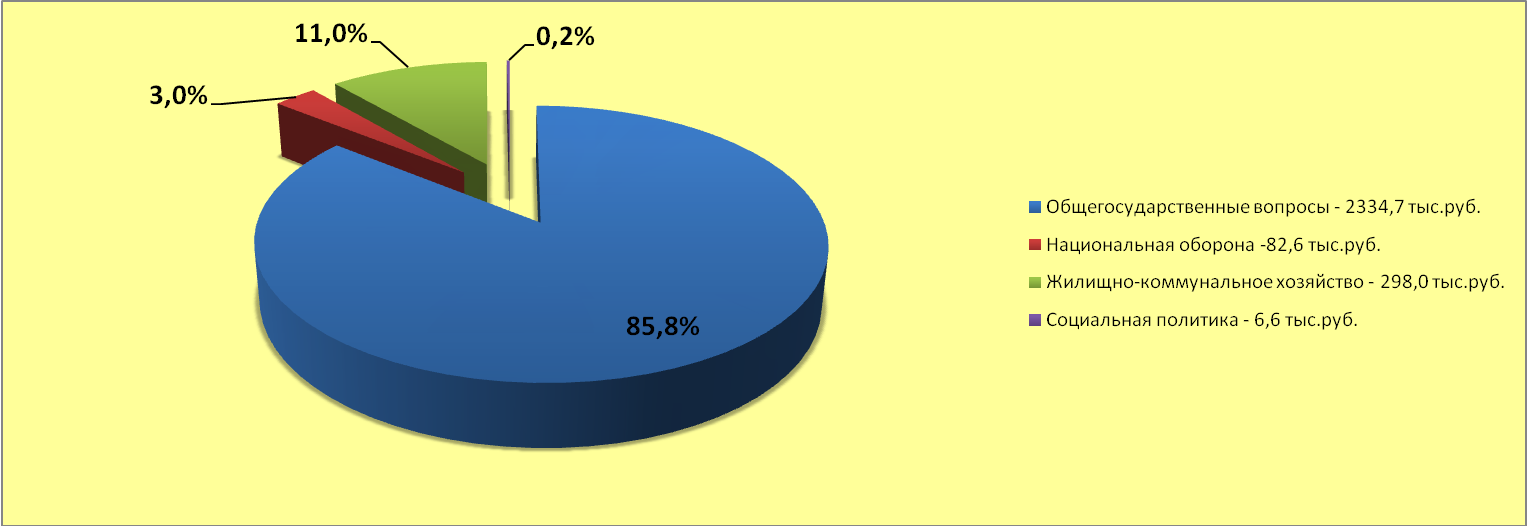 11,0%
0,2%
3,0%
85,8%
Общегосударственные вопросы - 2334,7 тыс.руб.
Национальная оборона -82,6 тыс.руб.
Жилищно-коммунальное хозяйство - 298,0 тыс.руб.
Социальная политика - 6,6 тыс.руб.